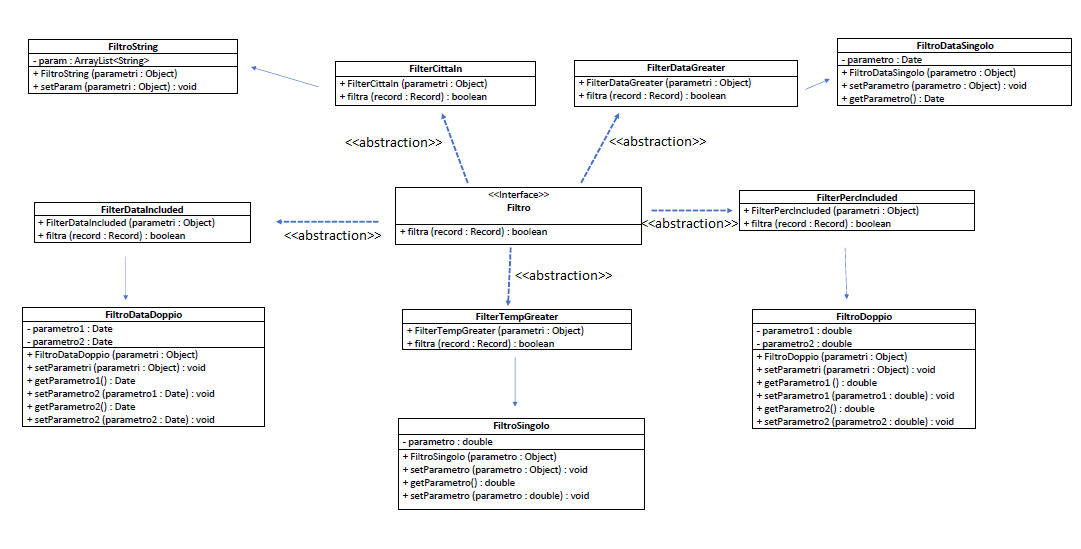 FiltroString
- param : ArrayList<String>
+ FiltroString (parametri : Object)
+ setParam (parametri : Object) : void
FilterCittaIn
+ FilterCittaIn (parametri : Object)
+ filtra (record : Record) : boolean
FilterDataGreater
+ FilterDataGreater (parametri : Object)
+ filtra (record : Record) : boolean
FiltroDataSingolo
- parametro : Date
+ FiltroDataSingolo (parametro : Object)
+ setParametro (parametro : Object) : void
+ getParametro() : Date
<<abstraction>>
<<abstraction>>
<<Interface>>
Filtro
+ filtra (record : Record) : boolean
FilterDataIncluded
+ FilterDataIncluded (parametri : Object)
+ filtra (record : Record) : boolean
<<abstraction>>
<<abstraction>>
FilterPercIncluded
+ FilterPercIncluded (parametri : Object)
+ filtra (record : Record) : boolean
<<abstraction>>
FiltroDataDoppio
- parametro1 : Date
- parametro2 : Date
+ FiltroDataDoppio (parametri : Object)
+ setParametri (parametri : Object) : void
+ getParametro1() : Date
+ setParametro2 (parametro1 : Date) : void
+ getParametro2() : Date
+ setParametro2 (parametro2 : Date) : void
FilterTempGreater
+ FilterTempGreater (parametri : Object)
+ filtra (record : Record) : boolean
FiltroDoppio
- parametro1 : double
- parametro2 : double
+ FiltroDoppio (parametri : Object)
+ setParametri (parametri : Object) : void
+ getParametro1 () : double
+ setParametro1 (parametro1 : double) : void
+ getParametro2() : double
+ setParametro2 (parametro2 : double) : void
FiltroSingolo
- parametro : double
+ FiltroSingolo (parametro : Object)
+ setParametro (parametro : Object) : void
+ getParametro() : double
+ setParametro (parametro : double) : void